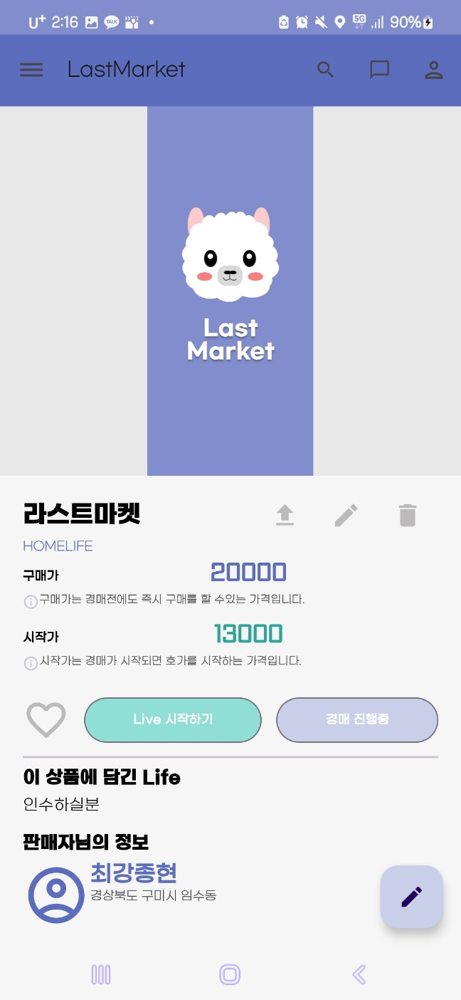 U+ 2:16 TALK 5G 90%
LastMarket
Last
Market
라스트마켓
HOMELIFE
구매가 20000
구매가는 경매전에도 즉시 구매를 할 수있는 가격입니다.
시작가 13000
시작가는 경매가 시작되면 호가를 시작하는 가격입니다.
Live 시작하기 경매 진행중
이 상품에 담긴 Life
인수하실분
판매자님의 정보
최강종현
경상북도 구미시 임수동